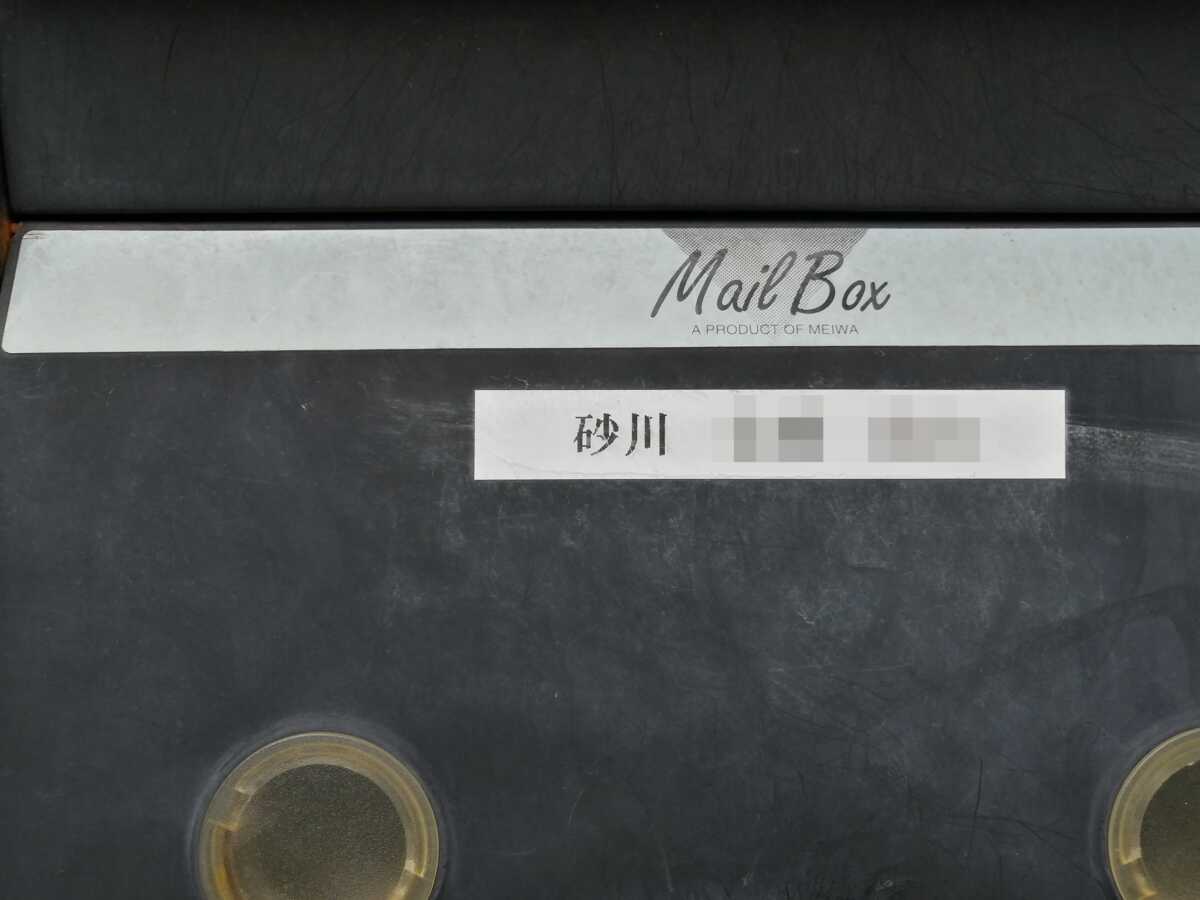 Mail Box
A PRODUCT OF MEIWA
砂川